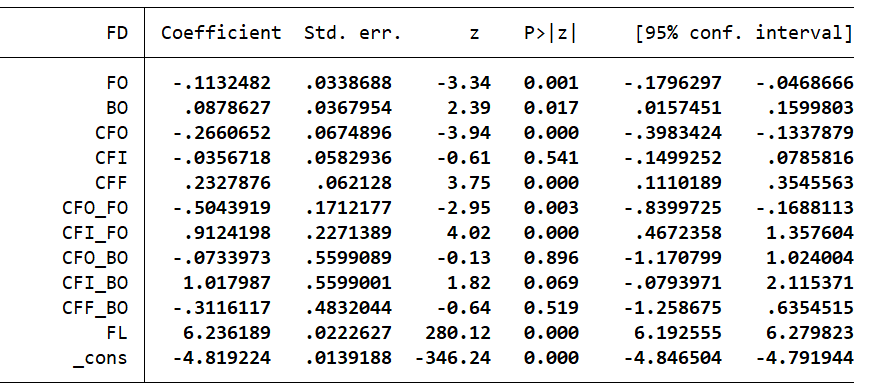 FD Coefficient Std. err. z P>|z| [95% conf. interval]
FO -.1132482 .0338688 -3.34 0.001 -.1796297 -.0468666
BO .0878627 .0367954 2.39 0.017 .0157451 .1599803
CFO -.2660652 .0674896 -3.94 0.000 -.3983424 -.1337879
CFI -.0356718 .0582936 -0.61 0.541 -.1499252 .0785816
CFF .2327876 .062128 3.75 0.000 .1110189 .3545563
CFO_FO -.5043919 .1712177 -2.95 0.003 -.8399725 -.1688113
CFI_FO .9124198 .2271389 4.02 0.000 .4672358 1.357604
CFO_BO -.0733973 .5599089 -0.13 0.896 -1.170799 1.024004
CFI_BO 1.017987 .5599001 1.82 0.069 -.0793971 2.115371
CFF_BO -.3116117 .4832044 -0.64 0.519 -1.258675 .6354515
FL 6.236189 .0222627 280.12 0.000 6.192555 6.279823
_cons -4.819224 .0139188 -346.24 0.000 -4.846504 -4.791944